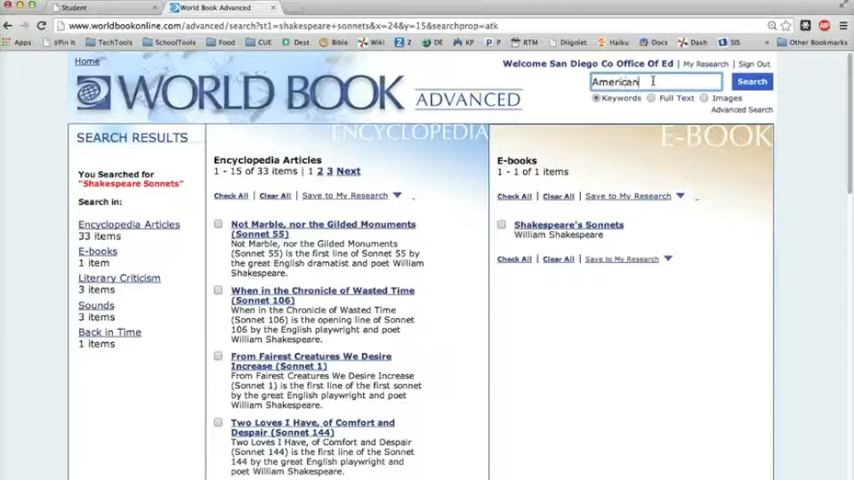 Student
World Book Advanced
www.worldbookonline.com/advanced/search?st1=shakespeare+sonnets&x=24&y=15&searchprop=atk
Apps
!Pin It
TechTools
SchoolTools
Food
CUE
Dest
Bible
Wiki
Z
DE
KP
P
RTM
Diigolet
Haiku
Docs
SIS
»
Other Bookmarks
Home
Welcome San Diego Co Office Of Ed | My Research | Sign Out
WORLD BOOK ADVANCED
American
Search
Keywords Full Text Images
Advanced Search
SEARCH RESULTS
You Searched for
"Shakespeare Sonnets"
Search in:
Encyclopedia Articles
33 items
E-books
1 item
Literary Criticism
3 items
Sounds
3 items
Back in Time
1 items
ENCYCLOPEDIA
Encyclopedia Articles
1 - 15 of 33 items | 1 2 3 Next
Check All | Clear All | Save to My Research
Not Marble, nor the Gilded Monuments
(Sonnet 55)
Not Marble, nor the Gilded Monuments
(Sonnet 55) is the first line of Sonnet 55 by
the great English dramatist and poet William
Shakespeare.
When in the Chronicle of Wasted Time
(Sonnet 106)
When in the Chronicle of Wasted Time
(Sonnet 106) is the opening line of Sonnet
106 by the English playwright and poet
William Shakespeare.
From Fairest Creatures We Desire
Increase (Sonnet 1)
From Fairest Creatures We Desire Increase
(Sonnet 1) is the first line of the first sonnet
by the great English playwright and poet
William Shakespeare.
Two Loves I Have, of Comfort and
Despair (Sonnet 144)
Two Loves I Have, of Comfort and Despair
(Sonnet 144) is the first line of Sonnet
144 by the great English playwright and poet
William Shakespeare.
E-BOOK
E-books
1 - 1 of 1 items
Check All | Clear All | Save to My Research
Shakespeare's Sonnets
William Shakespeare
Check All | Clear All | Save to My Research